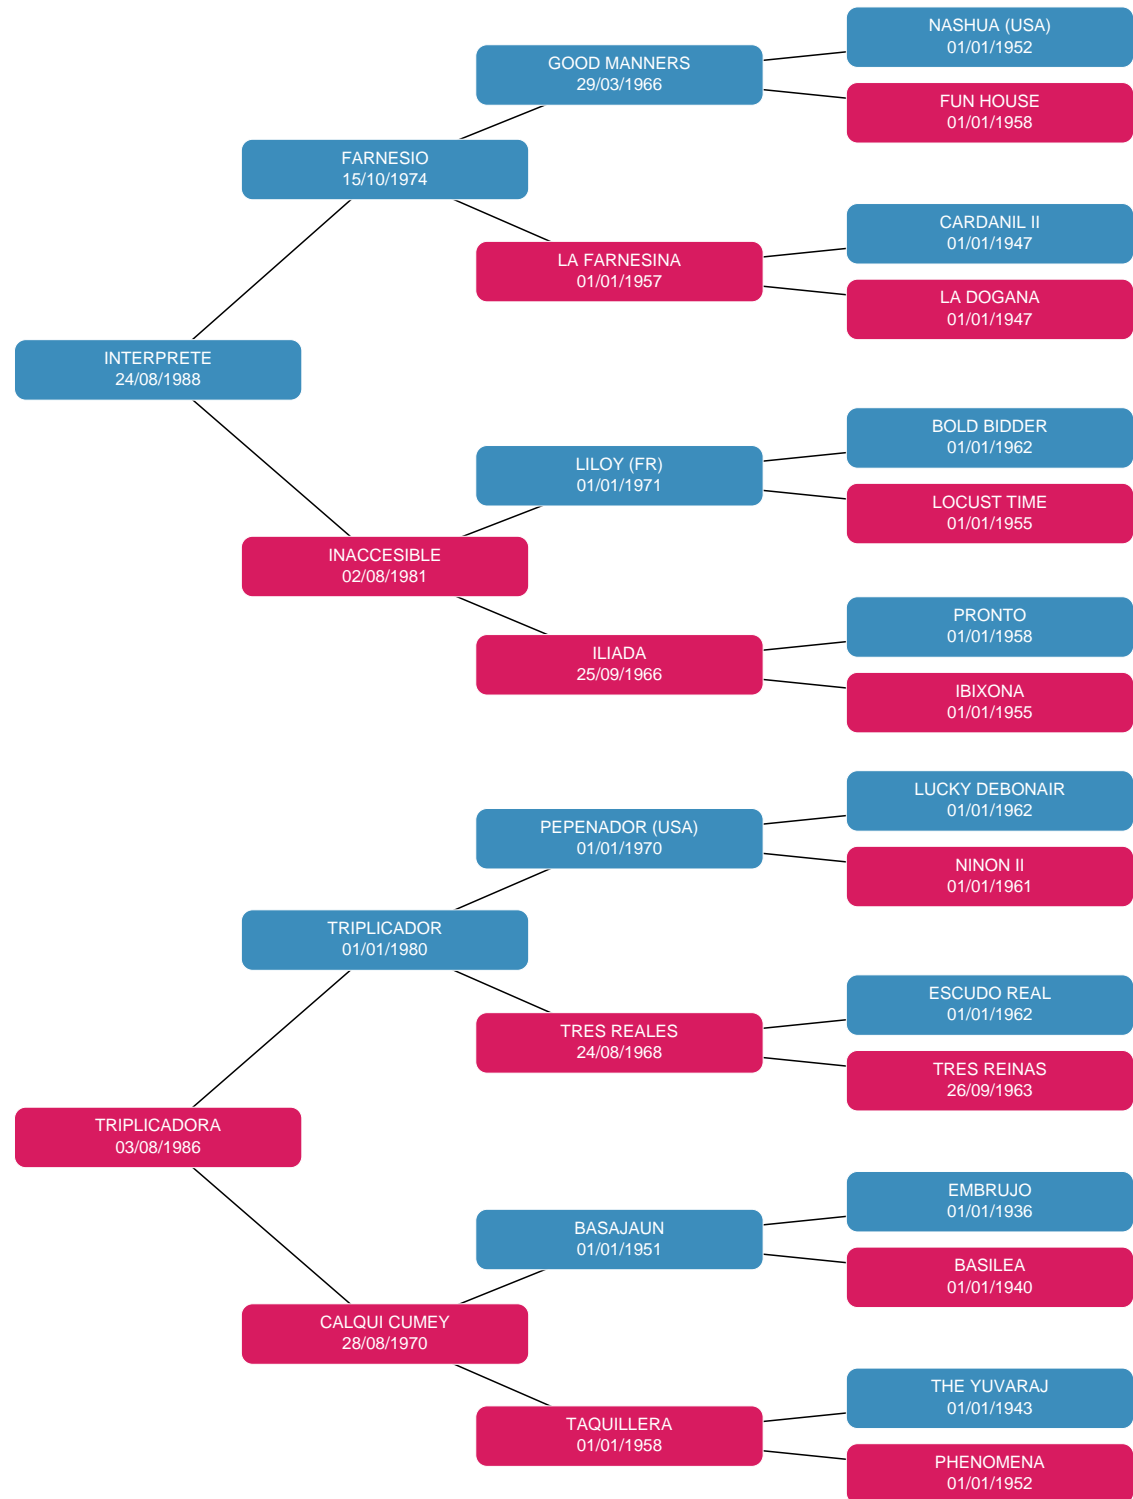 NASHUA (USA)
01/01/1952
GOOD MANNERS
29/03/1966
FUN HOUSE
01/01/1958
FARNESIO
15/10/1974
CARDANIL II
01/01/1947
LA FARNESINA
01/01/1957
LA DOGANA
01/01/1947
INTERPRETE
24/08/1988
BOLD BIDDER
01/01/1962
LILOY (FR)
01/01/1971
LOCUST TIME
01/01/1955
INACCESIBLE
02/08/1981
PRONTO
01/01/1958
ILIADA
25/09/1966
IBIXONA
01/01/1955
LUCKY DEBONAIR
01/01/1962
PEPENADOR (USA)
01/01/1970
NINON II
01/01/1961
TRIPLICADOR
01/01/1980
ESCUDO REAL
01/01/1962
TRES REALES
24/08/1968
TRES REINAS
26/09/1963
TRIPLICADORA
03/08/1986
EMBRUJO
01/01/1936
BASAJAUN
01/01/1951
BASILEA
01/01/1940
CALQUI CUMEY
28/08/1970
THE YUVARAJ
01/01/1943
TAQUILLERA
01/01/1958
PHENOMENA
01/01/1952